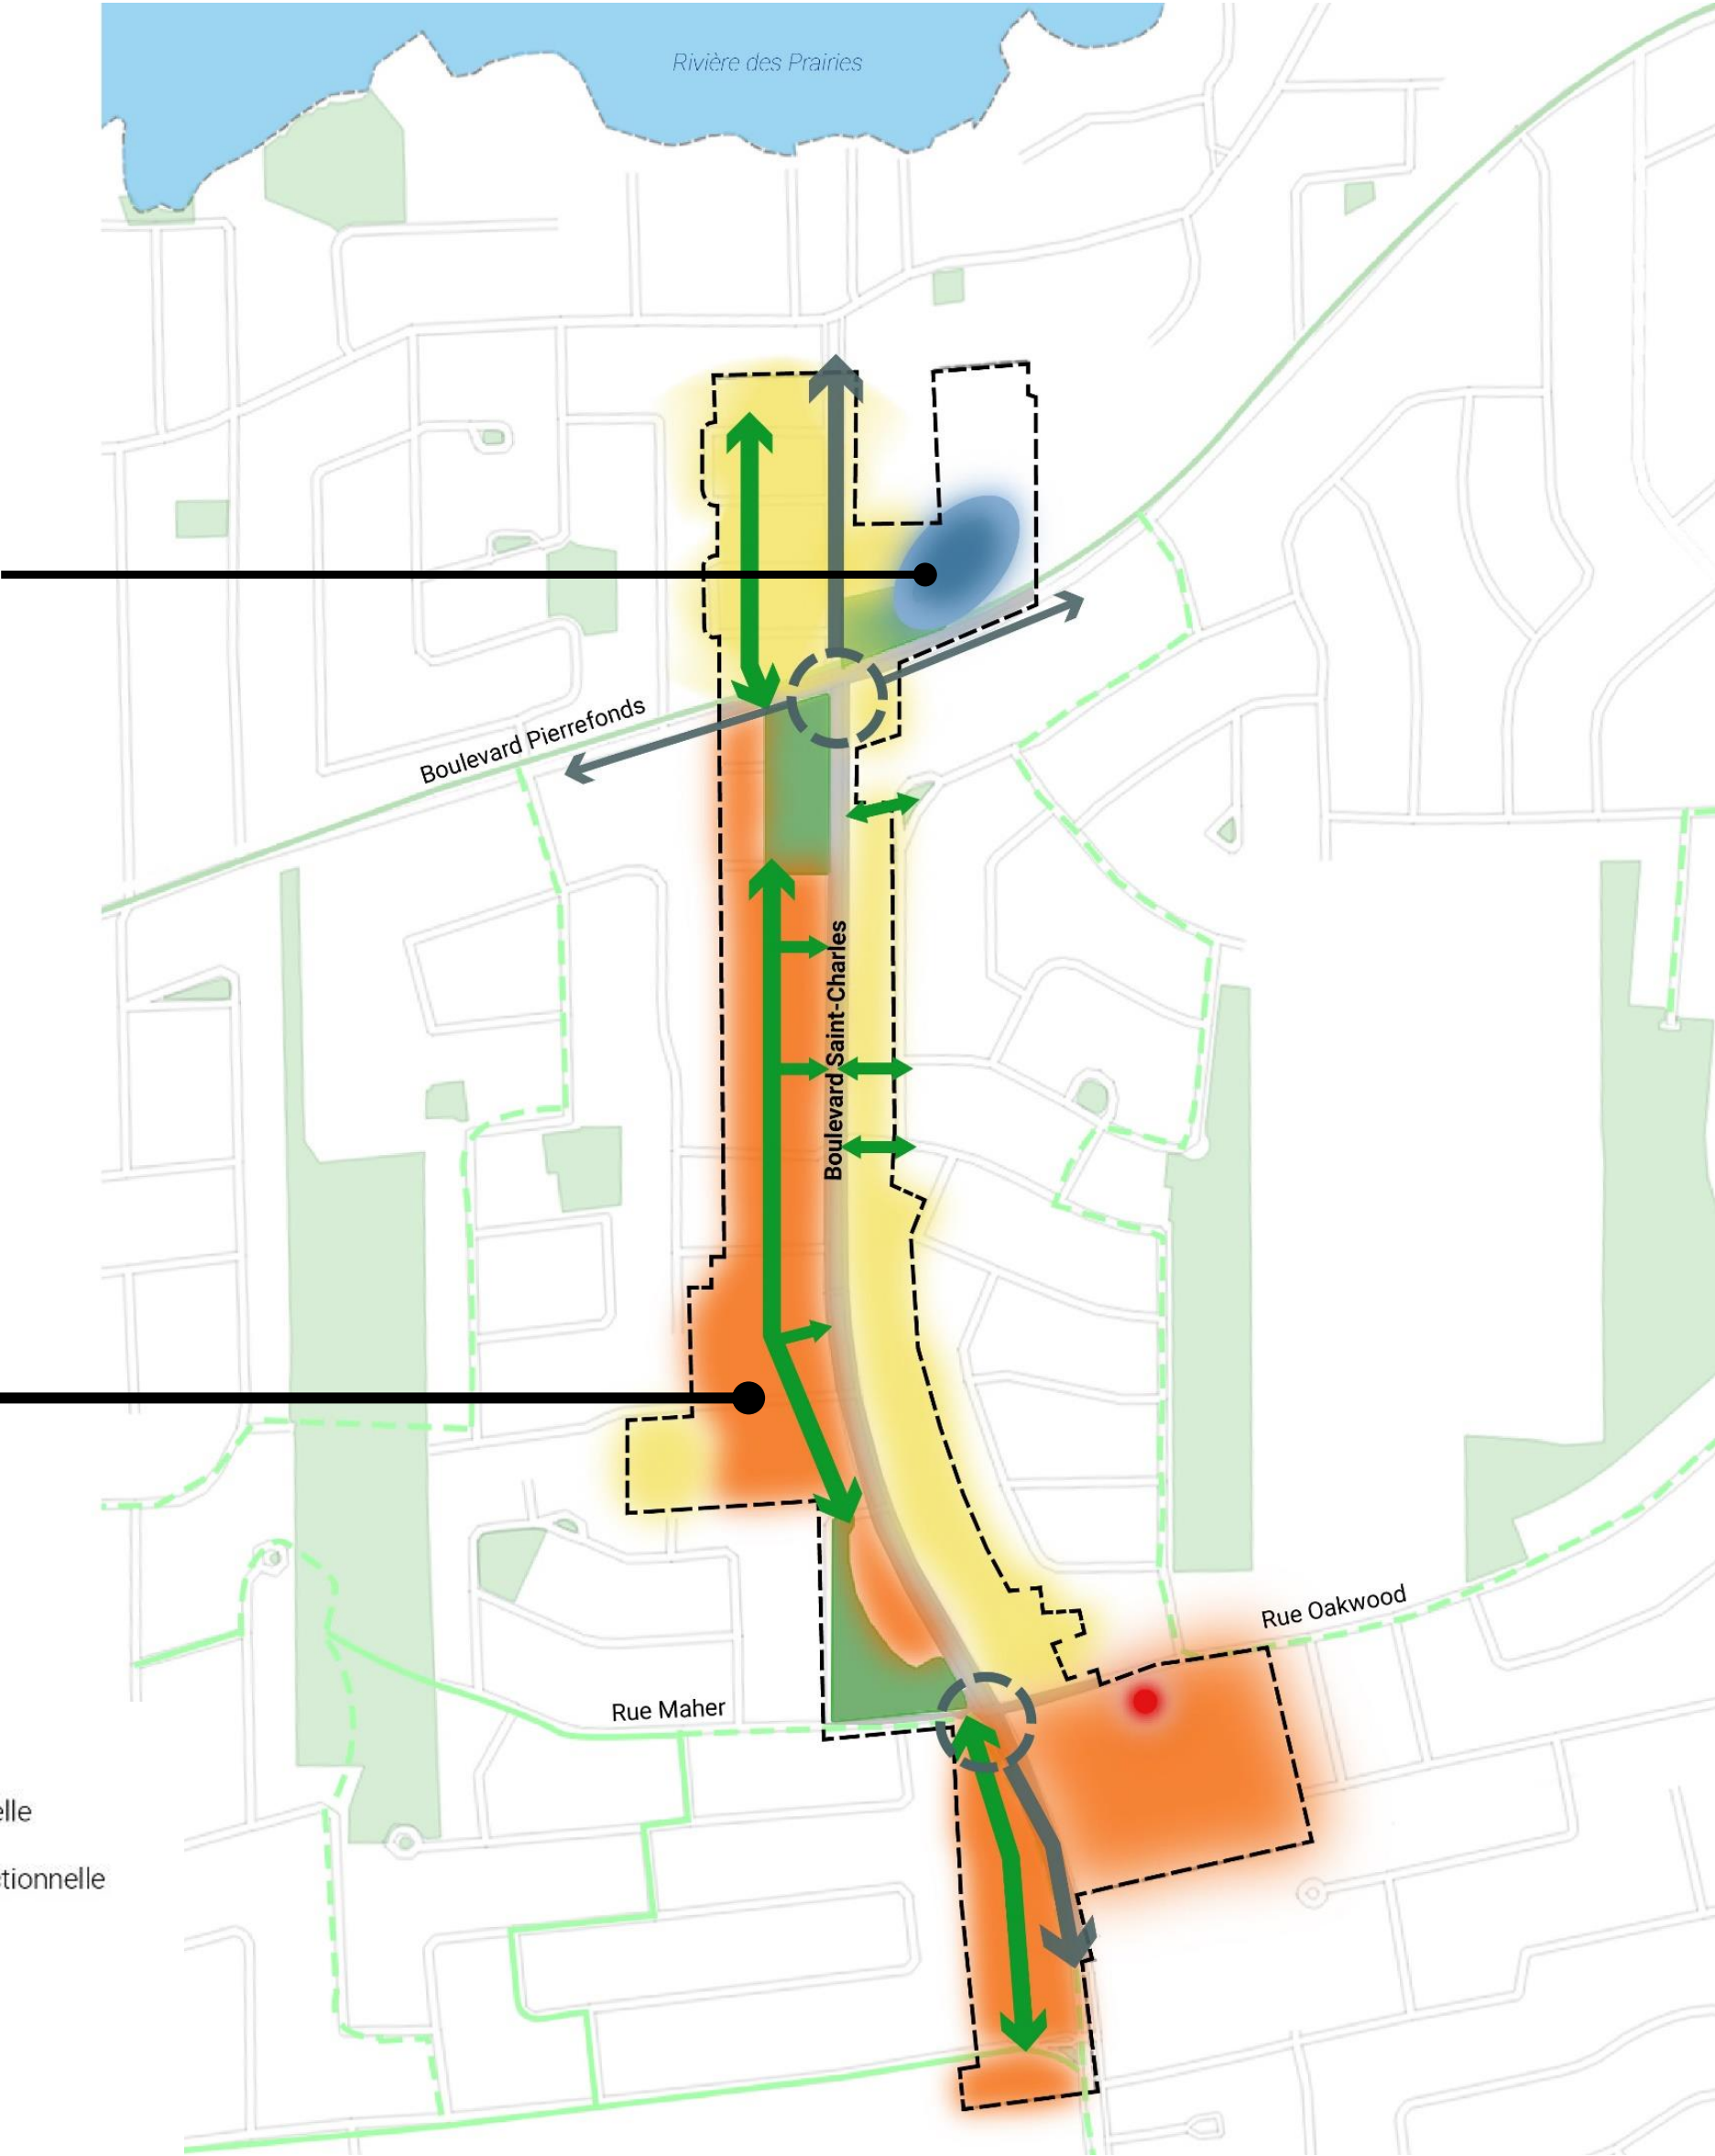 Rivière des Prairies
Boulevard Pierrefonds
Boulevard Saint-Charles
Rue Oakwood
Rue Maher
elle
tionnelle